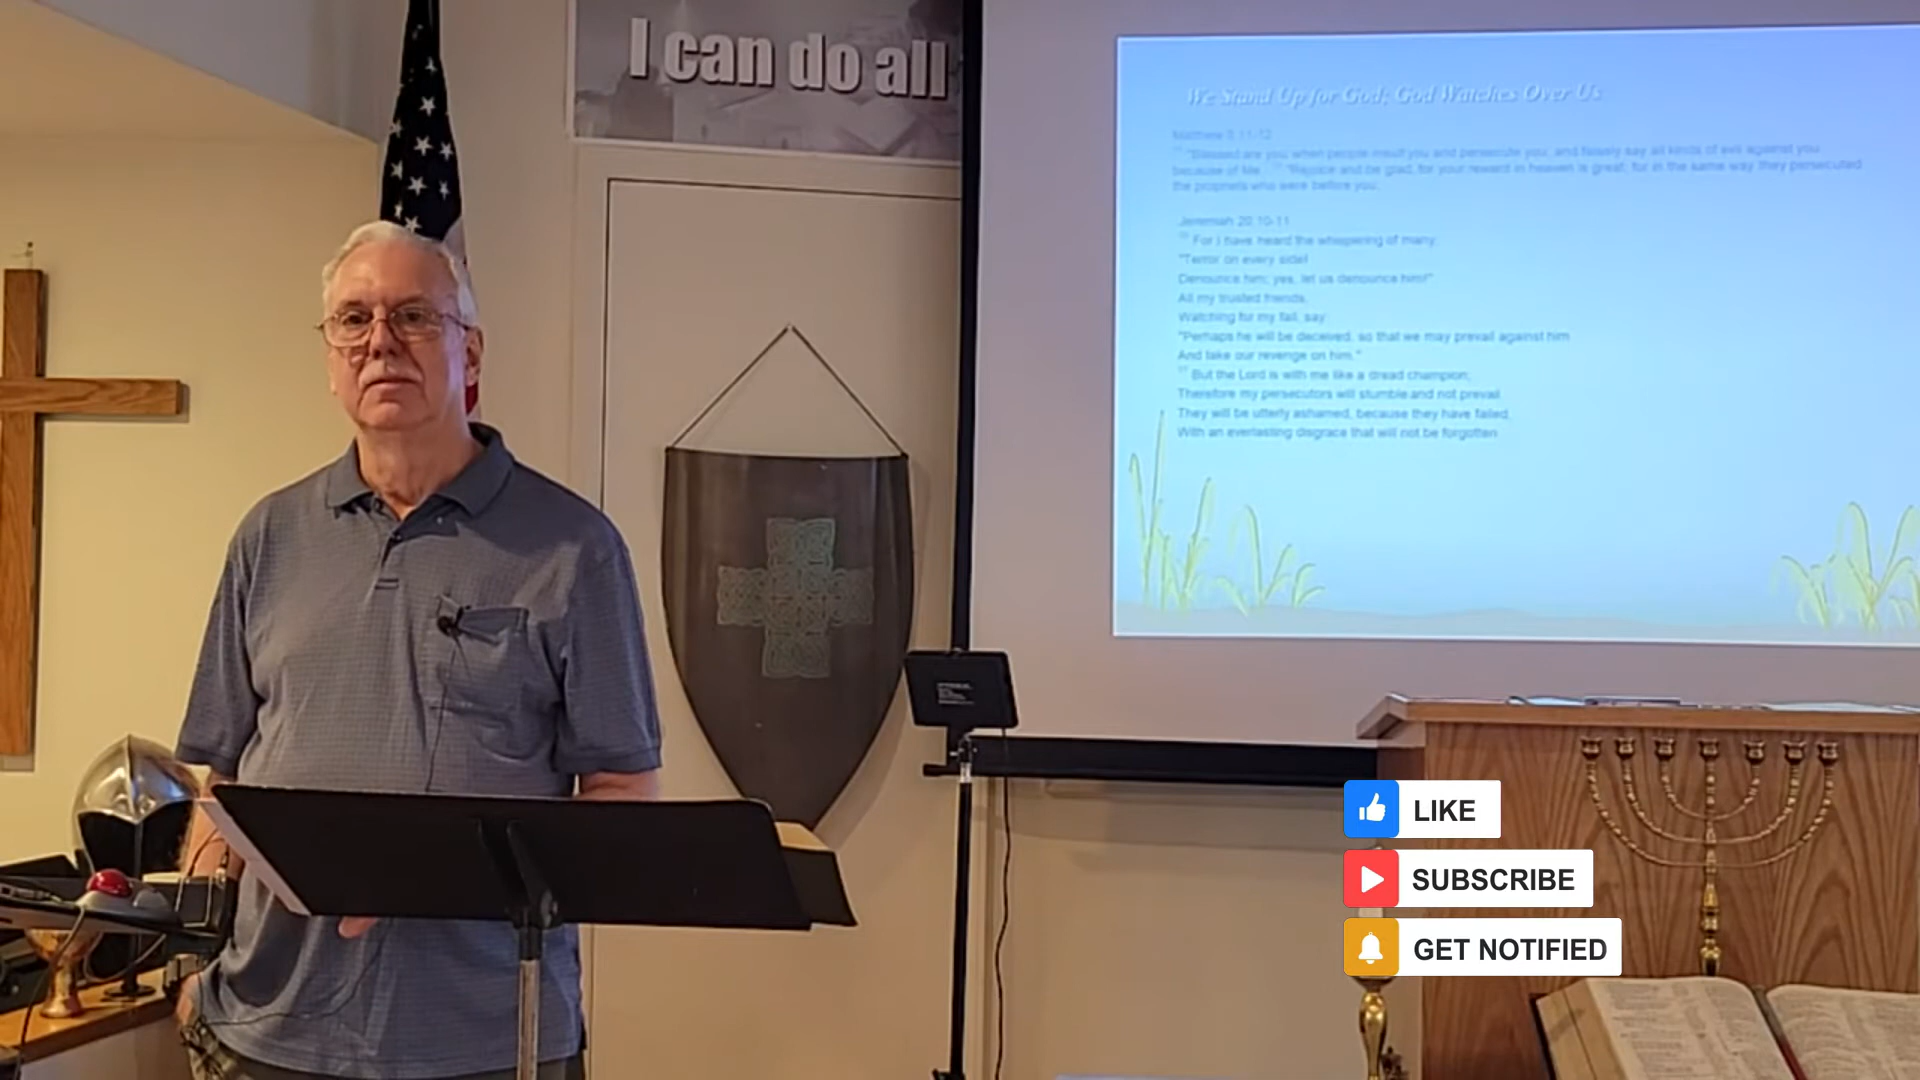 I can do all
We Stand Up for God; God Watches Over Us
Matthew 5:11-12
11 "Blessed are you when people insult you and persecute you, and falsely say all kinds of evil against you
because of Me. 12 "Rejoice and be glad, for your reward in heaven is great; for in the same way they persecuted
the prophets who were before you.
Jeremiah 20:10-11
10 For I have heard the whispering of many,
"Terror on every side!
Denounce him; yes, let us denounce him!"
All my trusted friends,
Watching for my fall, say:
"Perhaps he will be deceived, so that we may prevail against him
And take our revenge on him."
11 But the Lord is with me like a dread champion;
Therefore my persecutors will stumble and not prevail.
They will be utterly ashamed, because they have failed,
With an everlasting disgrace that will not be forgotten.
LIKE
SUBSCRIBE
GET NOTIFIED